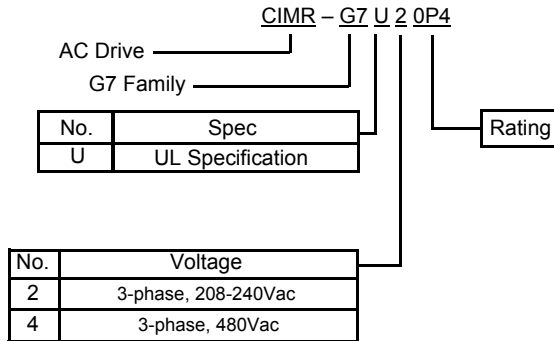 CIMR – G7 U 2 0P4
AC Drive
G7 Family
No. Spec
U UL Specification
Rating
No. Voltage
2 3-phase, 208-240Vac
4 3-phase, 480Vac